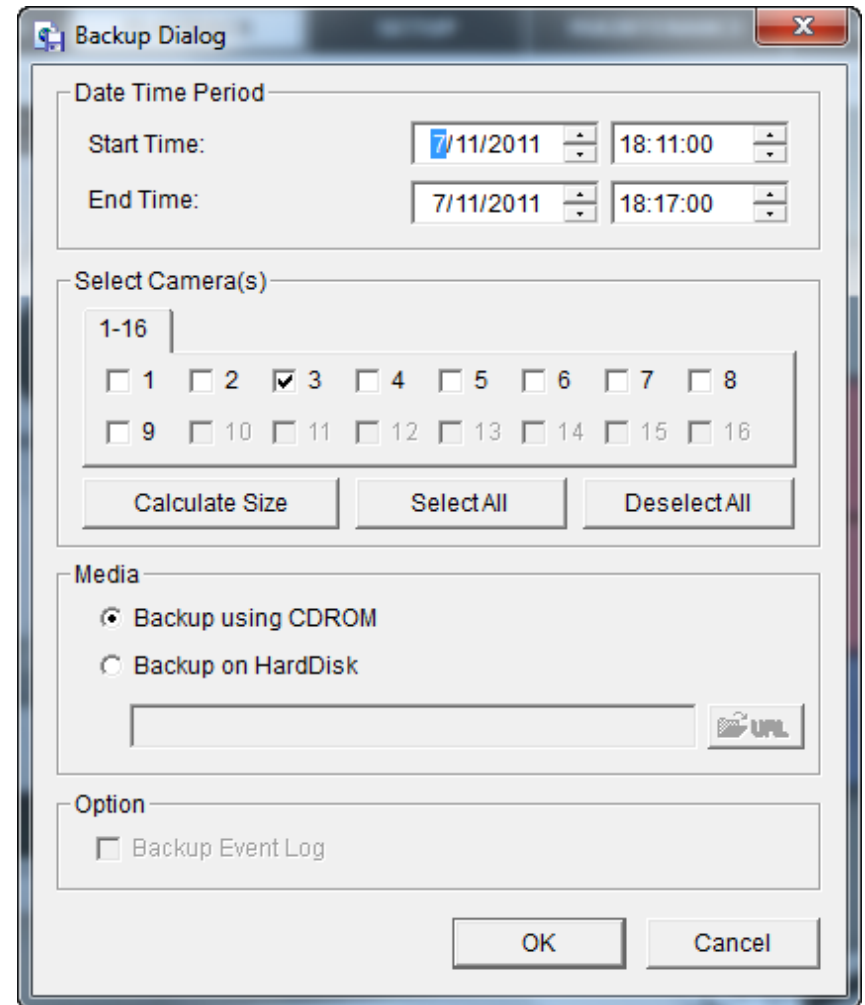 Backup Dialog
Date Time Period
Start Time: 7/11/2011 18:11:00
End Time: 7/11/2011 18:17:00
Select Camera(s)
1-16
1 2 3 4 5 6 7 8
9 10 11 12 13 14 15 16
Calculate Size Select All Deselect All
Media
Backup using CDROM
Backup on HardDisk
URL
Option
Backup Event Log
OK Cancel